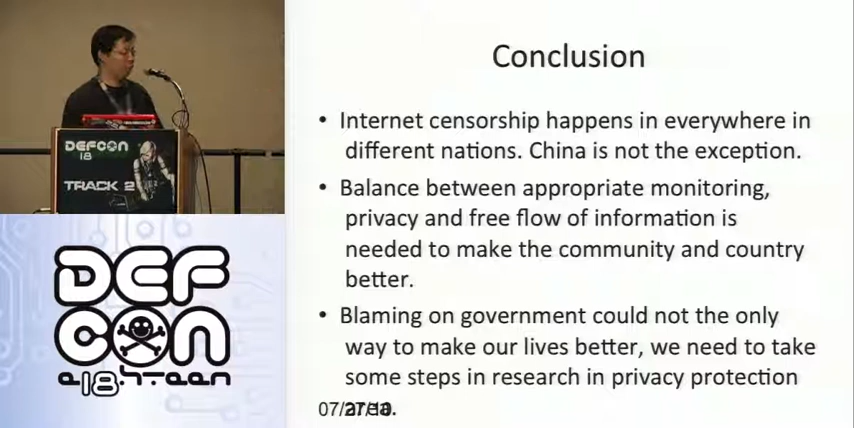 DEFCON
18
TRACK 2
DEF
CON
e18hteen
Conclusion
• Internet censorship happens in everywhere in
different nations. China is not the exception.
• Balance between appropriate monitoring,
privacy and free flow of information is
needed to make the community and country
better.
• Blaming on government could not the only
way to make our lives better, we need to take
some steps in research in privacy protection
area.
07/27/10